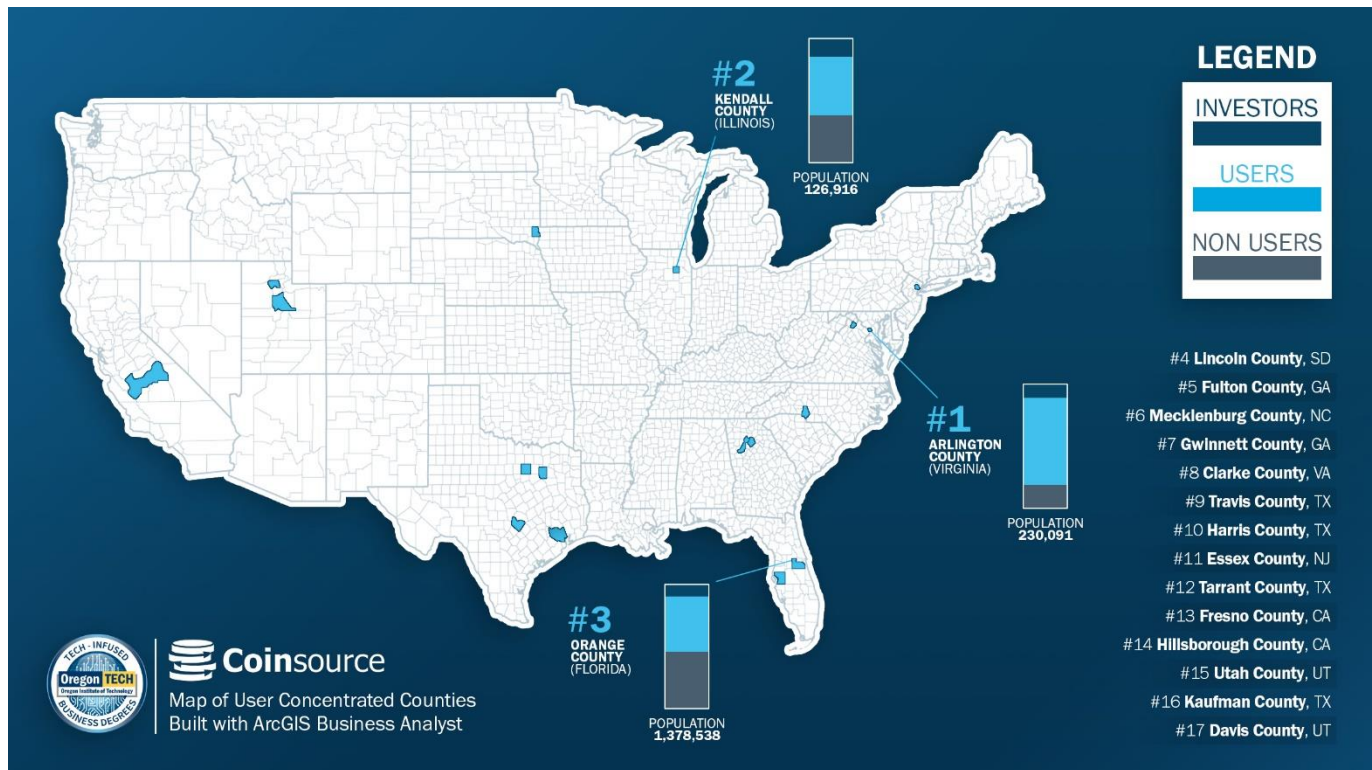 #2
KENDALL
COUNTY
(ILLINOIS)
POPULATION
126,916
LEGEND
INVESTORS
USERS
NON USERS
#1
ARLINGTON
COUNTY
(VIRGINIA)
POPULATION
230,091
#3
ORANGE
COUNTY
(FLORIDA)
POPULATION
1,378,538
#4 Lincoln County, SD
#5 Fulton County, GA
#6 Mecklenburg County, NC
#7 Gwinnett County, GA
#8 Clarke County, VA
#9 Travis County, TX
#10 Harris County, TX
#11 Essex County, NJ
#12 Tarrant County, TX
#13 Fresno County, CA
#14 Hillsborough County, CA
#15 Utah County, UT
#16 Kaufman County, TX
#17 Davis County, UT
TECH - INFUSED
Oregon TECH
Oregon Institute of Technology
BUSINESS DEGREES
Coinsource
Map of User Concentrated Counties
Built with ArcGIS Business Analyst